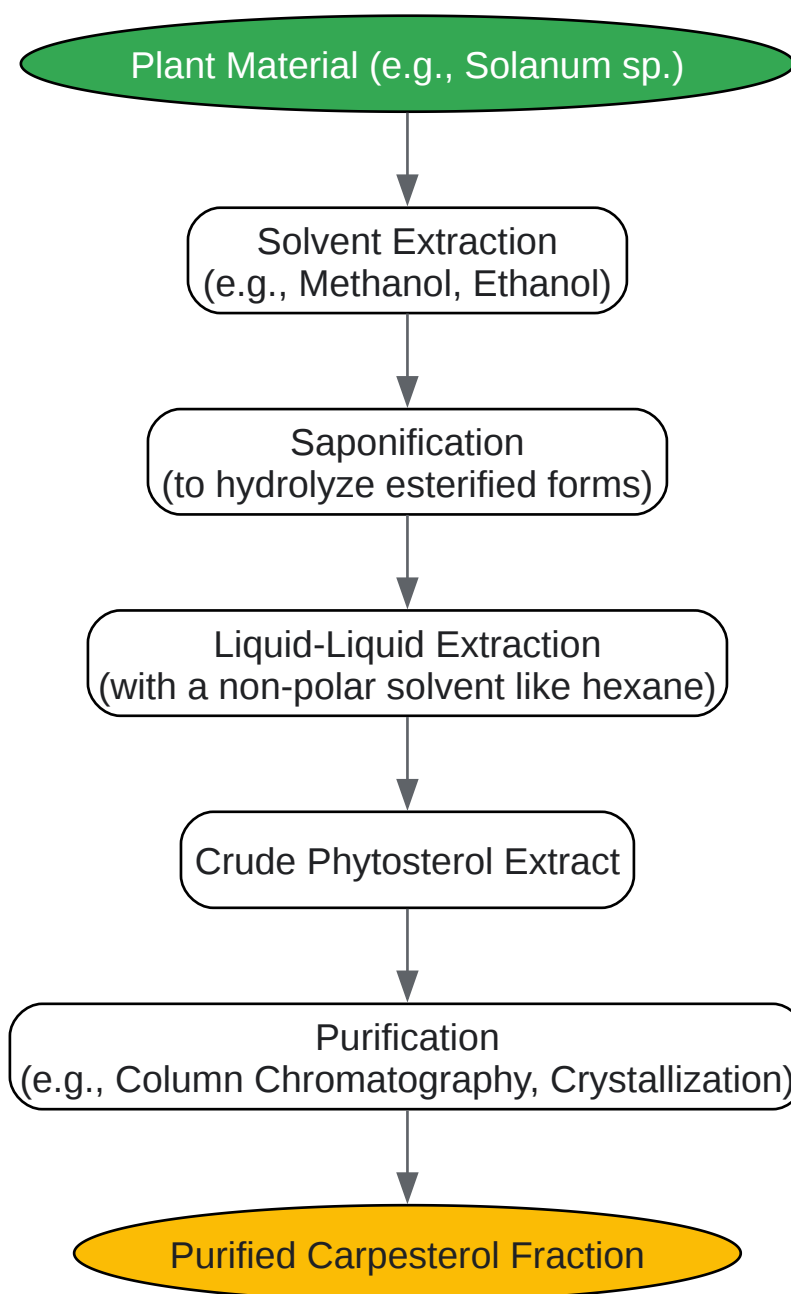 Plant Material (e.g., Solanum sp.)
Solvent Extraction
(e.g., Methanol, Ethanol)
Saponification
(to hydrolyze esterified forms)
Liquid-Liquid Extraction
(with a non-polar solvent like hexane)
Crude Phytosterol Extract
Purification
(e.g., Column Chromatography, Crystallization)
Purified Carpesterol Fraction